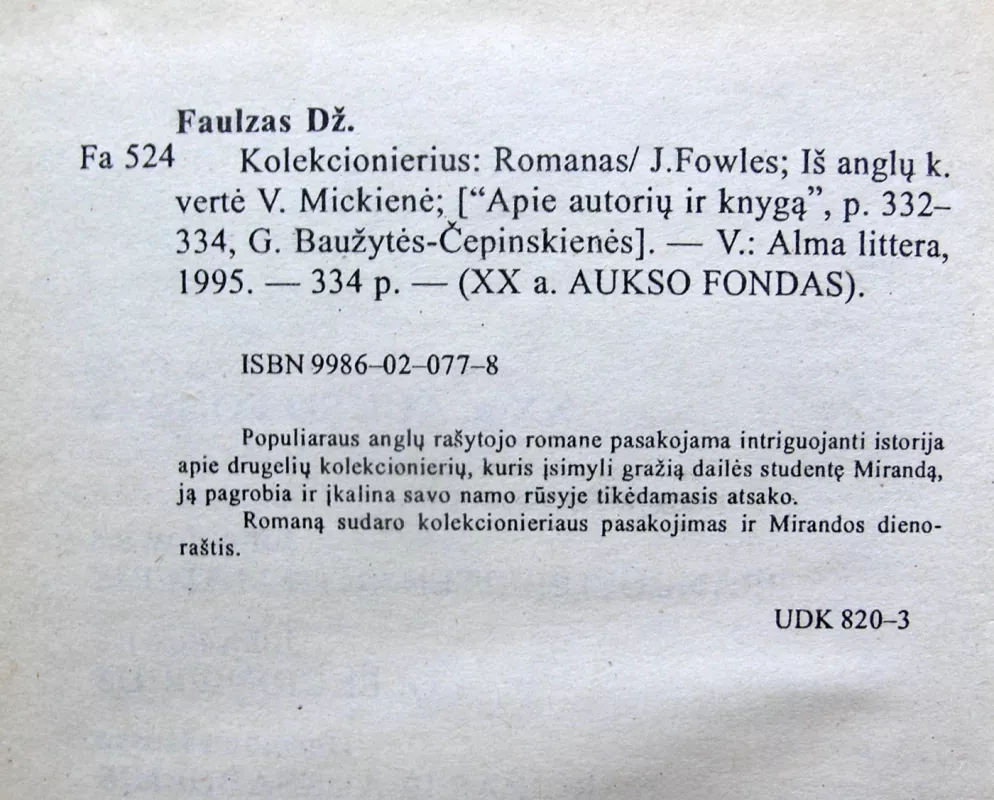 Faulzas Dž.
Fa 524 Kolekcionierius: Romanas/ J.Fowles; Iš anglų k.
vertė V. Mickienė; [“Apie autorių ir knygą”, p. 332–
334, G. Baužytės-Čepinskienės]. — V.: Alma littera,
1995. — 334 p. — (XX a. AUKSO FONDAS).
ISBN 9986–02–077–8
Populiaraus anglų rašytojo romane pasakojama intriguojanti istorija
apie drugelių kolekcionierių, kuris įsimyli gražią dailės studentę Mirandą,
ją pagrobia ir įkalina savo namo rūsyje tikėdamasis atsako.
Romaną sudaro kolekcionieriaus pasakojimas ir Mirandos dieno-
raštis.
UDK 820–3